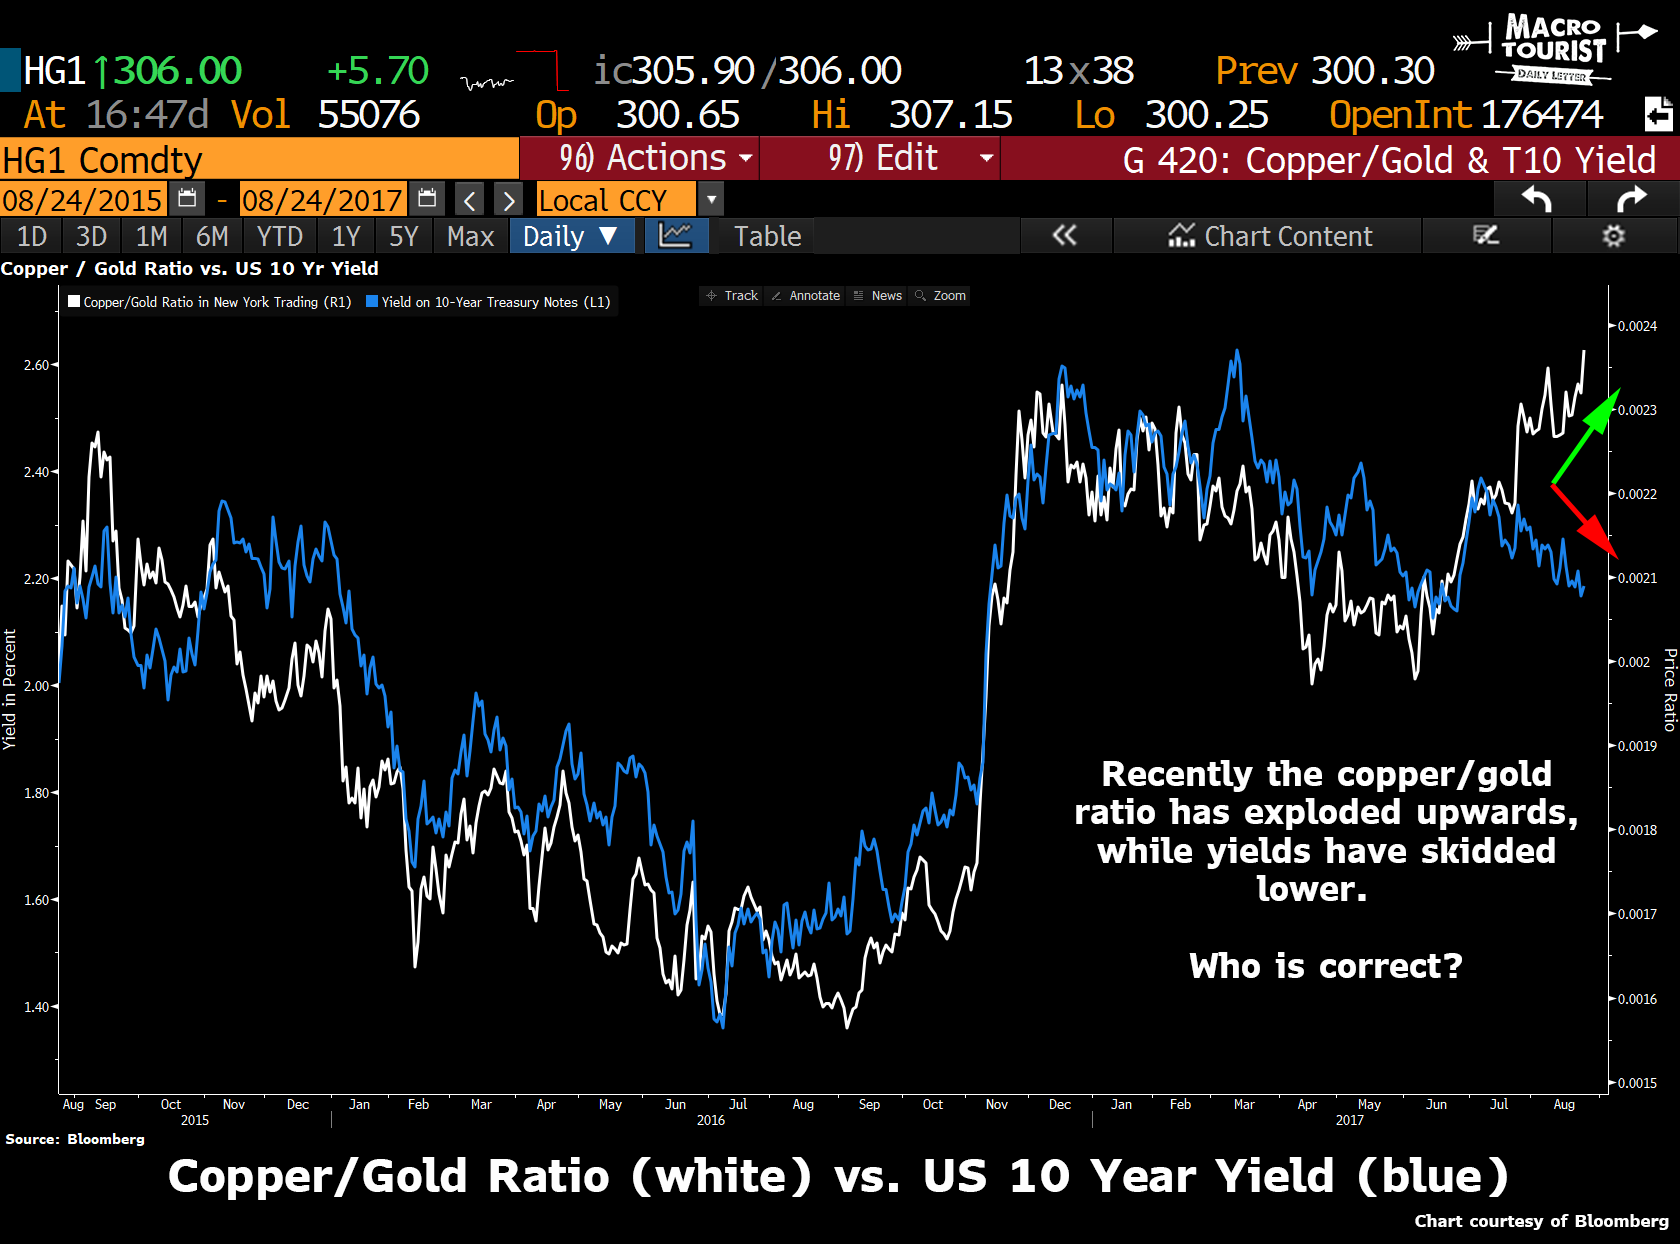 MACRO
TOURIST
DAILY LETTER
HG1 ↑306.00 +5.70 ic305.90/306.00 13x38 Prev 300.30
At 16:47d Vol 55076 Op 300.65 Hi 307.15 Lo 300.25 OpenInt 176474
HG1 Comdty 96) Actions 97) Edit G 420: Copper/Gold & T10 Yield
08/24/2015 - 08/24/2017 < > Local CCY
1D 3D 1M 6M YTD 1Y 5Y Max Daily ▼ Table « Chart Content
Copper / Gold Ratio vs. US 10 Yr Yield
Copper/Gold Ratio in New York Trading (R1) Yield on 10-Year Treasury Notes (L1)
Track Annotate News Zoom
2.60
2.40
2.20
2.00
1.80
1.60
1.40
Yield in Percent
0.0024
0.0023
0.0022
0.0021
0.002
0.0019
0.0018
0.0017
0.0016
0.0015
Price Ratio
Recently the copper/gold
ratio has exploded upwards,
while yields have skidded
lower.
Who is correct?
Aug Sep Oct Nov Dec Jan Feb Mar Apr May Jun Jul Aug Sep Oct Nov Dec Jan Feb Mar Apr May Jun Jul Aug
2015 2016 2017
Source: Bloomberg
Copper/Gold Ratio (white) vs. US 10 Year Yield (blue)
Chart courtesy of Bloomberg